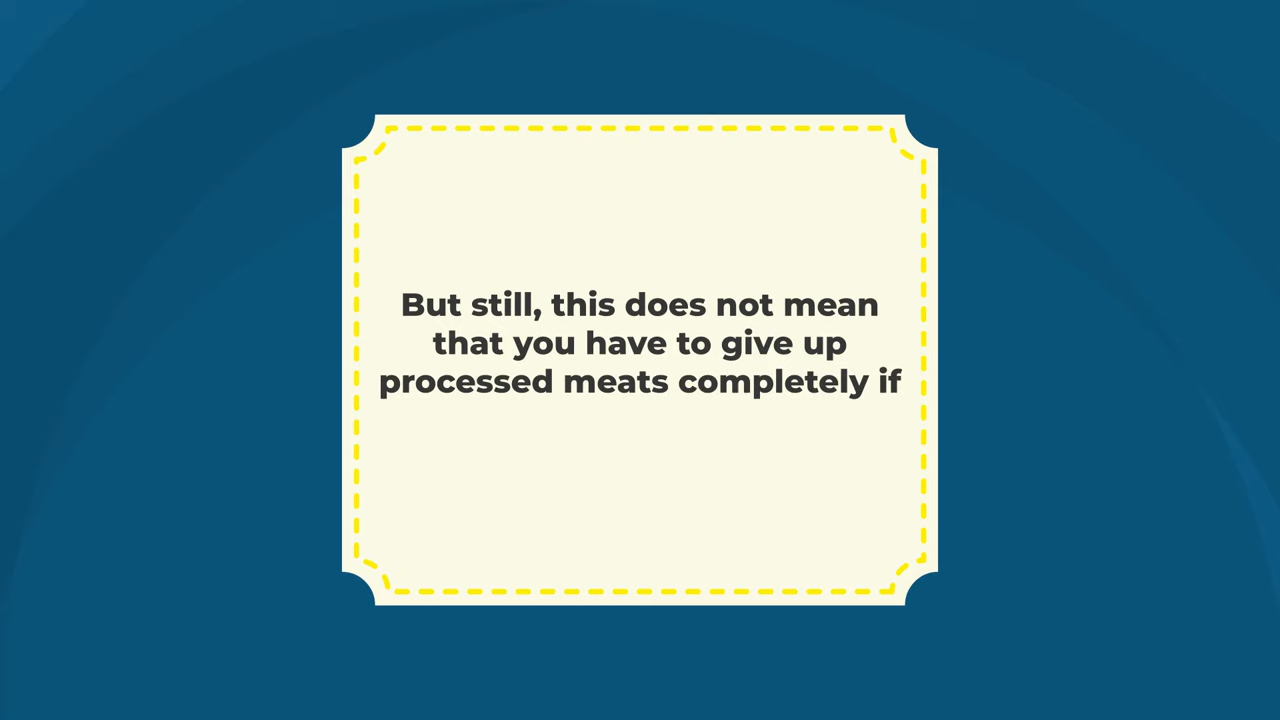 But still, this does not mean
that you have to give up
processed meats completely if